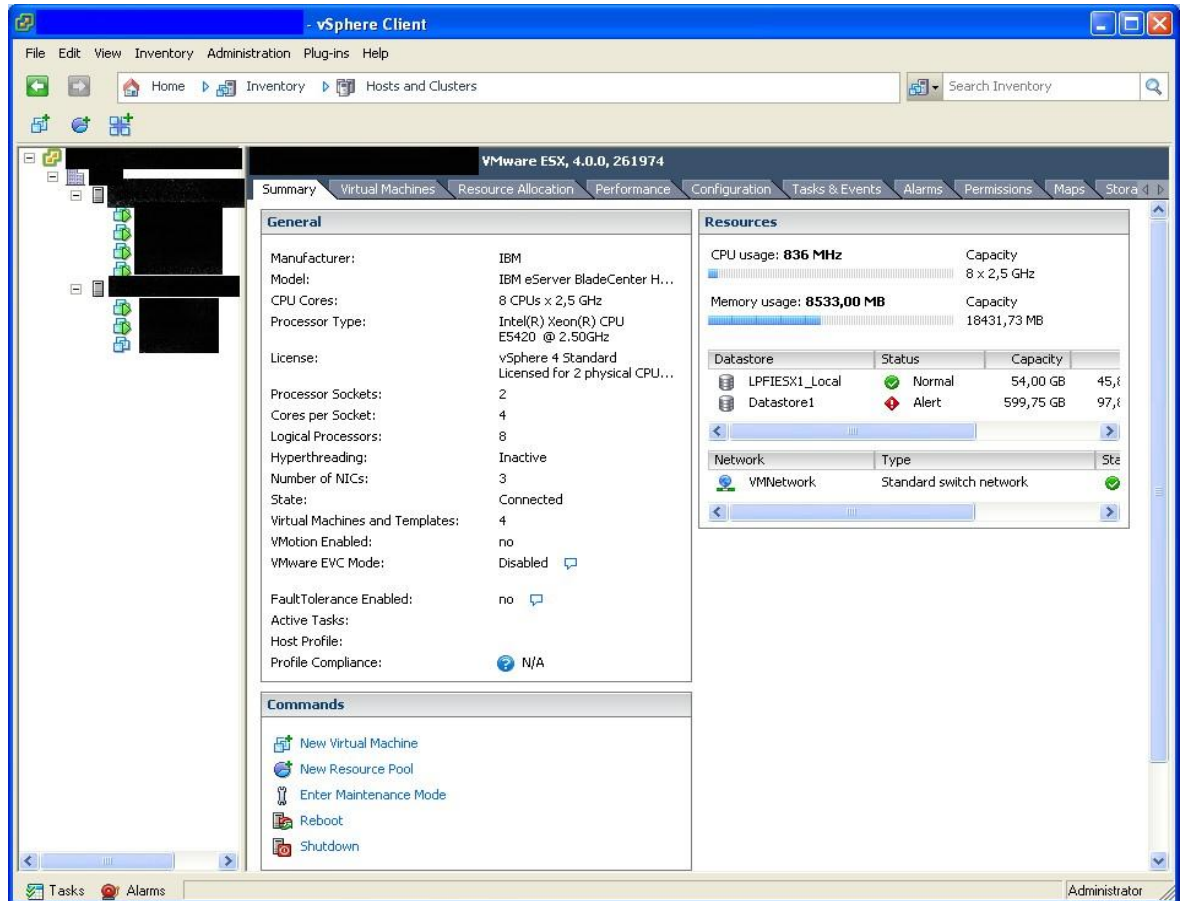 - vSphere Client
File Edit View Inventory Administration Plug-ins Help
Home Inventory Hosts and Clusters
Search Inventory
VMware ESX, 4.0.0, 261974
Summary Virtual Machines Resource Allocation Performance Configuration Tasks & Events Alarms Permissions Maps Stora
General
Manufacturer: IBM
Model: IBM eServer BladeCenter H...
CPU Cores: 8 CPUs x 2,5 GHz
Processor Type: Intel(R) Xeon(R) CPU
E5420 @ 2.50GHz
License: vSphere 4 Standard
Licensed for 2 physical CPU...
Processor Sockets: 2
Cores per Socket: 4
Logical Processors: 8
Hyperthreading: Inactive
Number of NICs: 3
State: Connected
Virtual Machines and Templates: 4
VMotion Enabled: no
VMware EVC Mode: Disabled
FaultTolerance Enabled: no
Active Tasks:
Host Profile:
Profile Compliance: N/A
Commands
New Virtual Machine
New Resource Pool
Enter Maintenance Mode
Reboot
Shutdown
Resources
CPU usage: 836 MHz Capacity
8 x 2,5 GHz
Memory usage: 8533,00 MB Capacity
18431,73 MB
Datastore Status Capacity
LPFIESX1_Local Normal 54,00 GB 45,8
Datastore1 Alert 599,75 GB 97,8
Network Type Sta
VMNetwork Standard switch network
Tasks Alarms Administrator